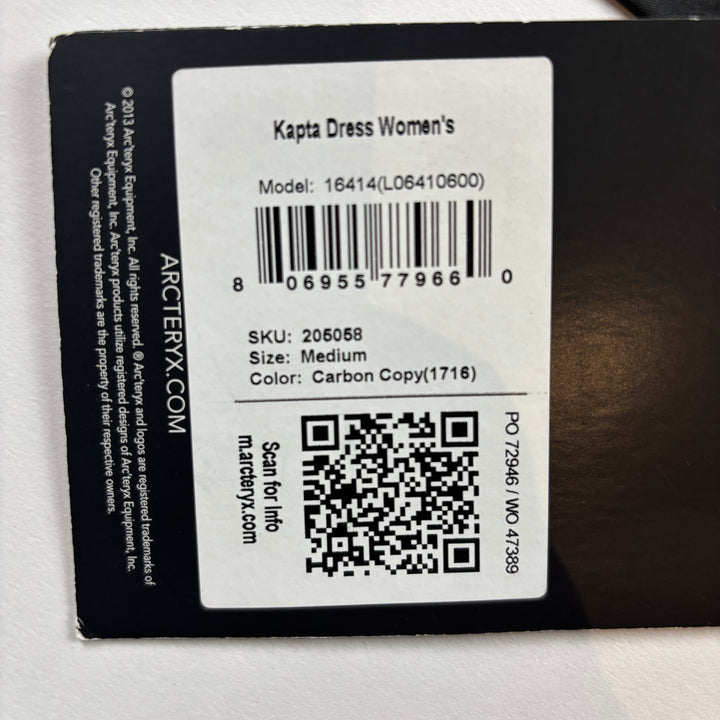 Kapta Dress Women's
Model: 16414(L06410600)
8 06955 77966 0
SKU: 205058
Size: Medium
Color: Carbon Copy(1716)
Scan for Info
m.arcteryx.com
PO 72946 / WO 47389
ARCTERYX.COM
© 2013 Arc'teryx Equipment, Inc. All rights reserved. ® Arc'teryx and logos are registered trademarks of
Arc'teryx Equipment, Inc. Arc'teryx products utilize registered designs of Arc'teryx Equipment, Inc.
Other registered trademarks are the property of their respective owners.